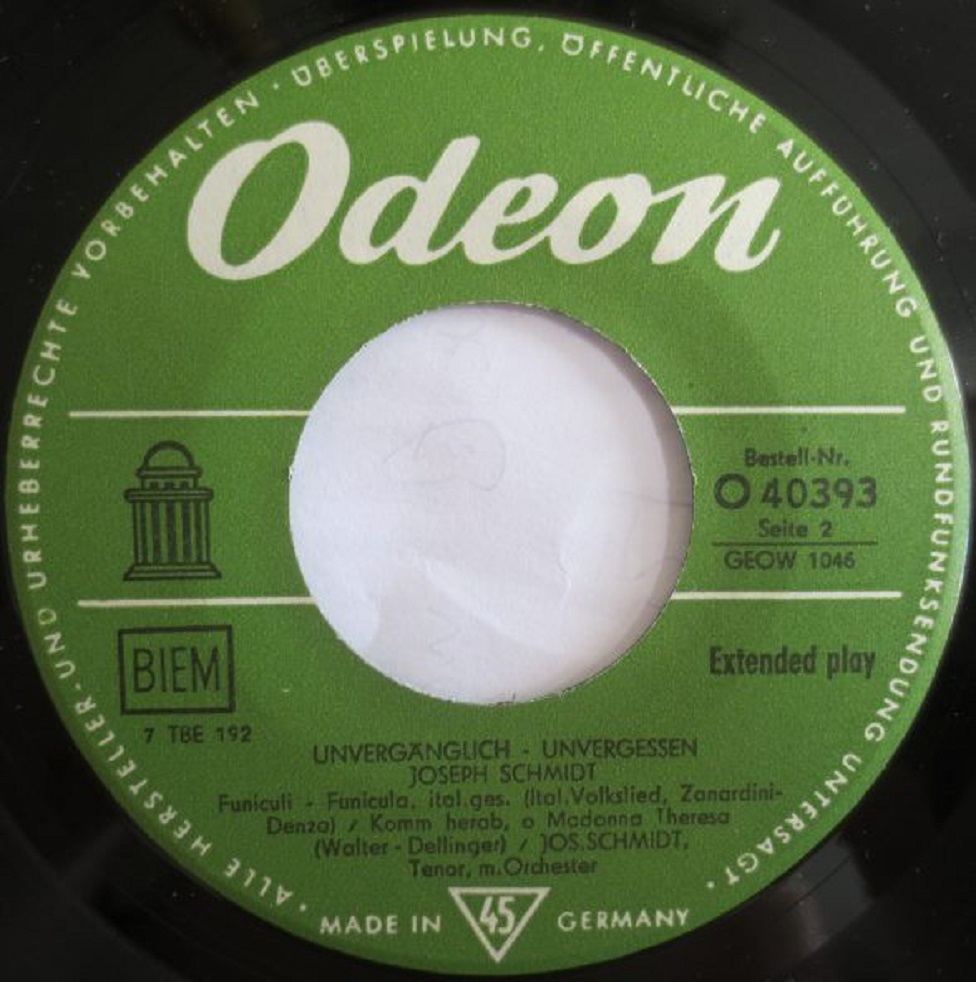 ALLE HERSTELLER- UND URHEBERRECHTE VORBEHALTEN · ÜBERSPIELUNG, ÖFFENTLICHE AUFFÜHRUNG UND RUNDFUNKSENDUNG UNTERSAGT ·
Odeon
Bestell-Nr.
O 40393
Seite 2
GEOW 1046
BIEM
Extended play
7 TBE 192
UNVERGÄNGLICH - UNVERGESSEN
JOSEPH SCHMIDT
Funiculi - Funicula, ital.ges. (Ital.Volkslied, Zanardini-
Denza) / Komm herab, o Madonna Theresa
(Walter - Dellinger) / JOS.SCHMIDT,
Tenor, m.Orchester
MADE IN 45 GERMANY